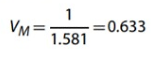 V_M = 1/1.581 = 0.633